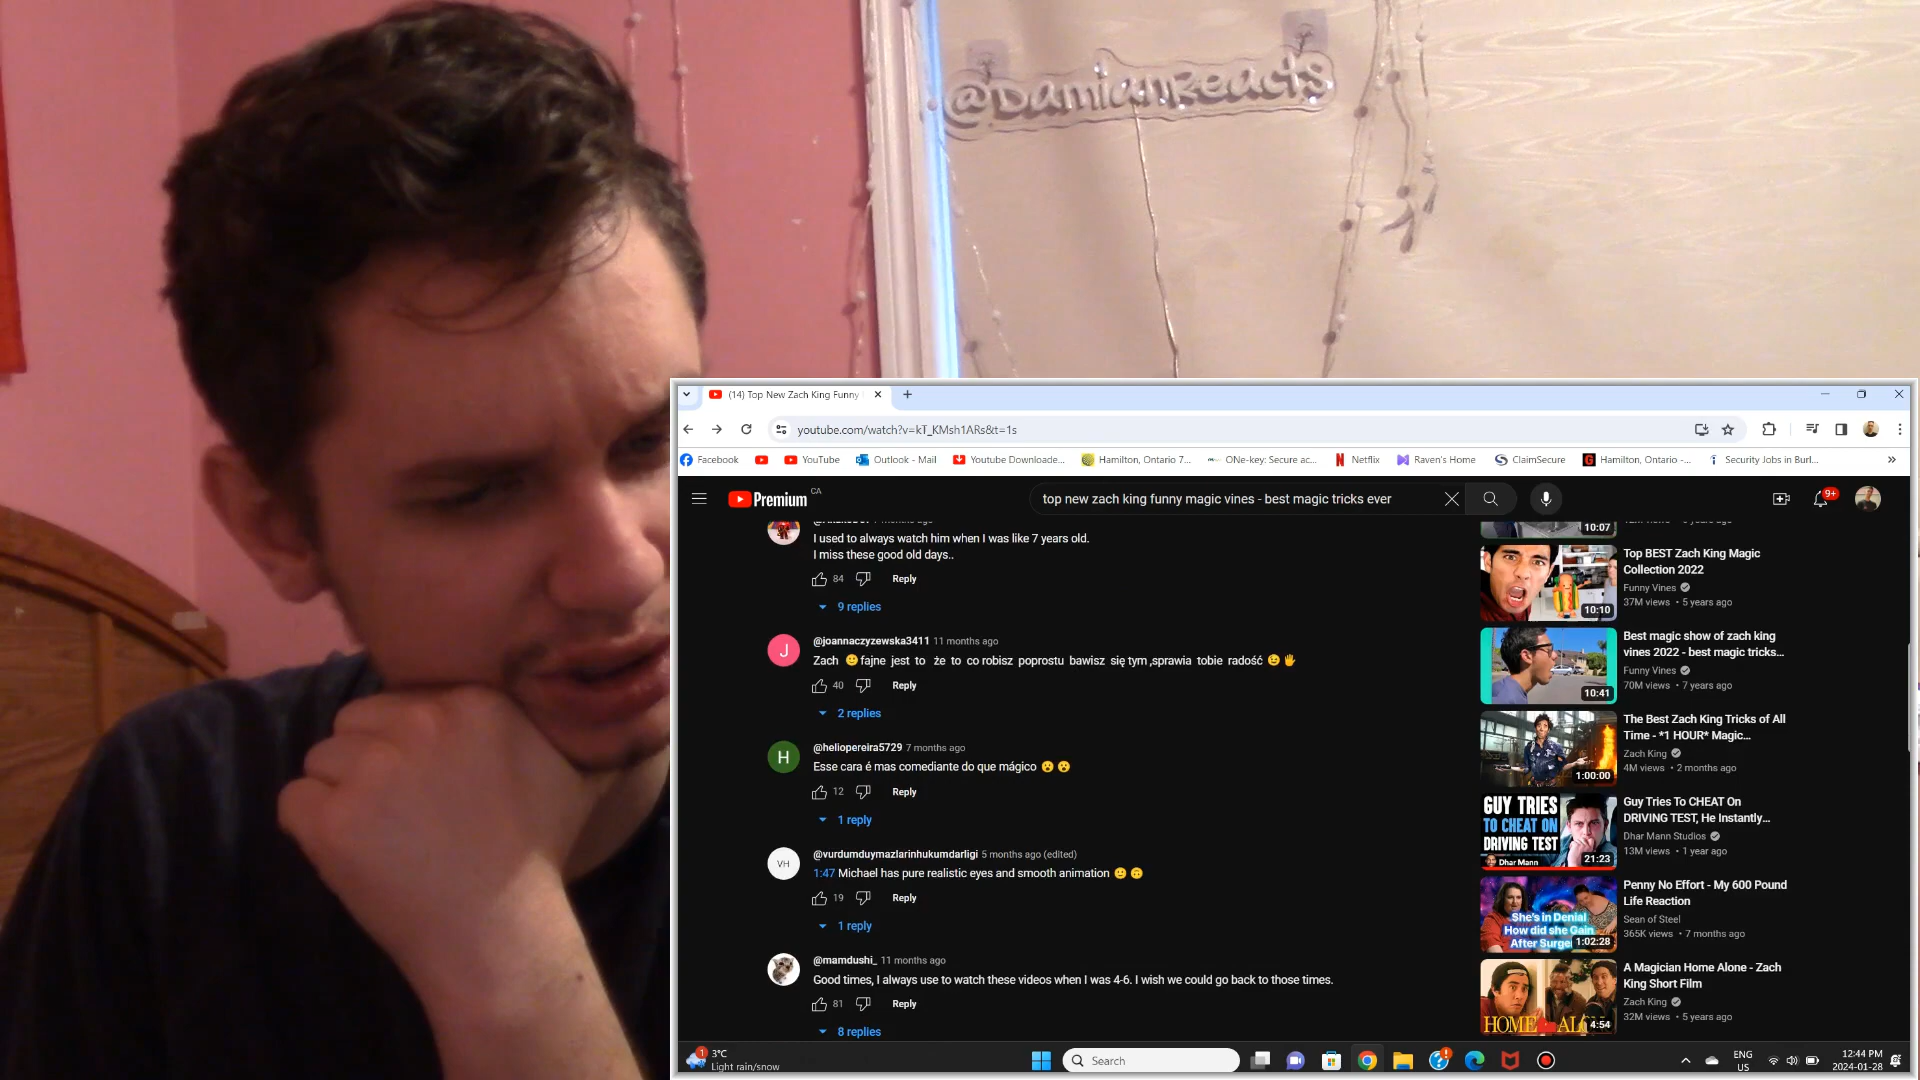 @DamianReacts
(14) Top New Zach King Funny
youtube.com/watch?v=kT_KMsh1ARs&t=1s
Facebook
YouTube
Outlook - Mail
Youtube Downloade...
Hamilton, Ontario 7...
ONe-key: Secure ac...
Netflix
Raven's Home
ClaimSecure
Hamilton, Ontario -...
Security Jobs in Burl...
Premium CA
top new zach king funny magic vines - best magic tricks ever
9+
I used to always watch him when I was like 7 years old.
I miss these good old days..
84 Reply
9 replies
J
@joannaczyzewska3411 11 months ago
Zach 🙂fajne jest to że to co robisz poprostu bawisz się tym ,sprawia tobie radość 😉🖐
40 Reply
2 replies
H
@heliopereira5729 7 months ago
Esse cara é mas comediante do que mágico 😮 😮
12 Reply
1 reply
VH
@vurdumduymazlarinhukumdarligi 5 months ago (edited)
1:47 Michael has pure realistic eyes and smooth animation 🙂 🙃
19 Reply
1 reply
@mamdushi_ 11 months ago
Good times, I always use to watch these videos when I was 4-6. I wish we could go back to those times.
81 Reply
8 replies
10:07
Top BEST Zach King Magic
Collection 2022
Funny Vines
37M views • 5 years ago
10:10
Best magic show of zach king
vines 2022 - best magic tricks...
Funny Vines
70M views • 7 years ago
10:41
The Best Zach King Tricks of All
Time - *1 HOUR* Magic...
Zach King
4M views • 2 months ago
1:00:00
GUY TRIES
TO CHEAT ON
DRIVING TEST
Dhar Mann
21:23
Guy Tries To CHEAT On
DRIVING TEST, He Instantly...
Dhar Mann Studios
13M views • 1 year ago
She's in Denial
How did she Gain
After Surge
1:02:28
Penny No Effort - My 600 Pound
Life Reaction
Sean of Steel
365K views • 7 months ago
HOME AL
4:54
A Magician Home Alone - Zach
King Short Film
Zach King
32M views • 5 years ago
1
3°C
Light rain/snow
Search
ENG
US
12:44 PM
2024-01-28